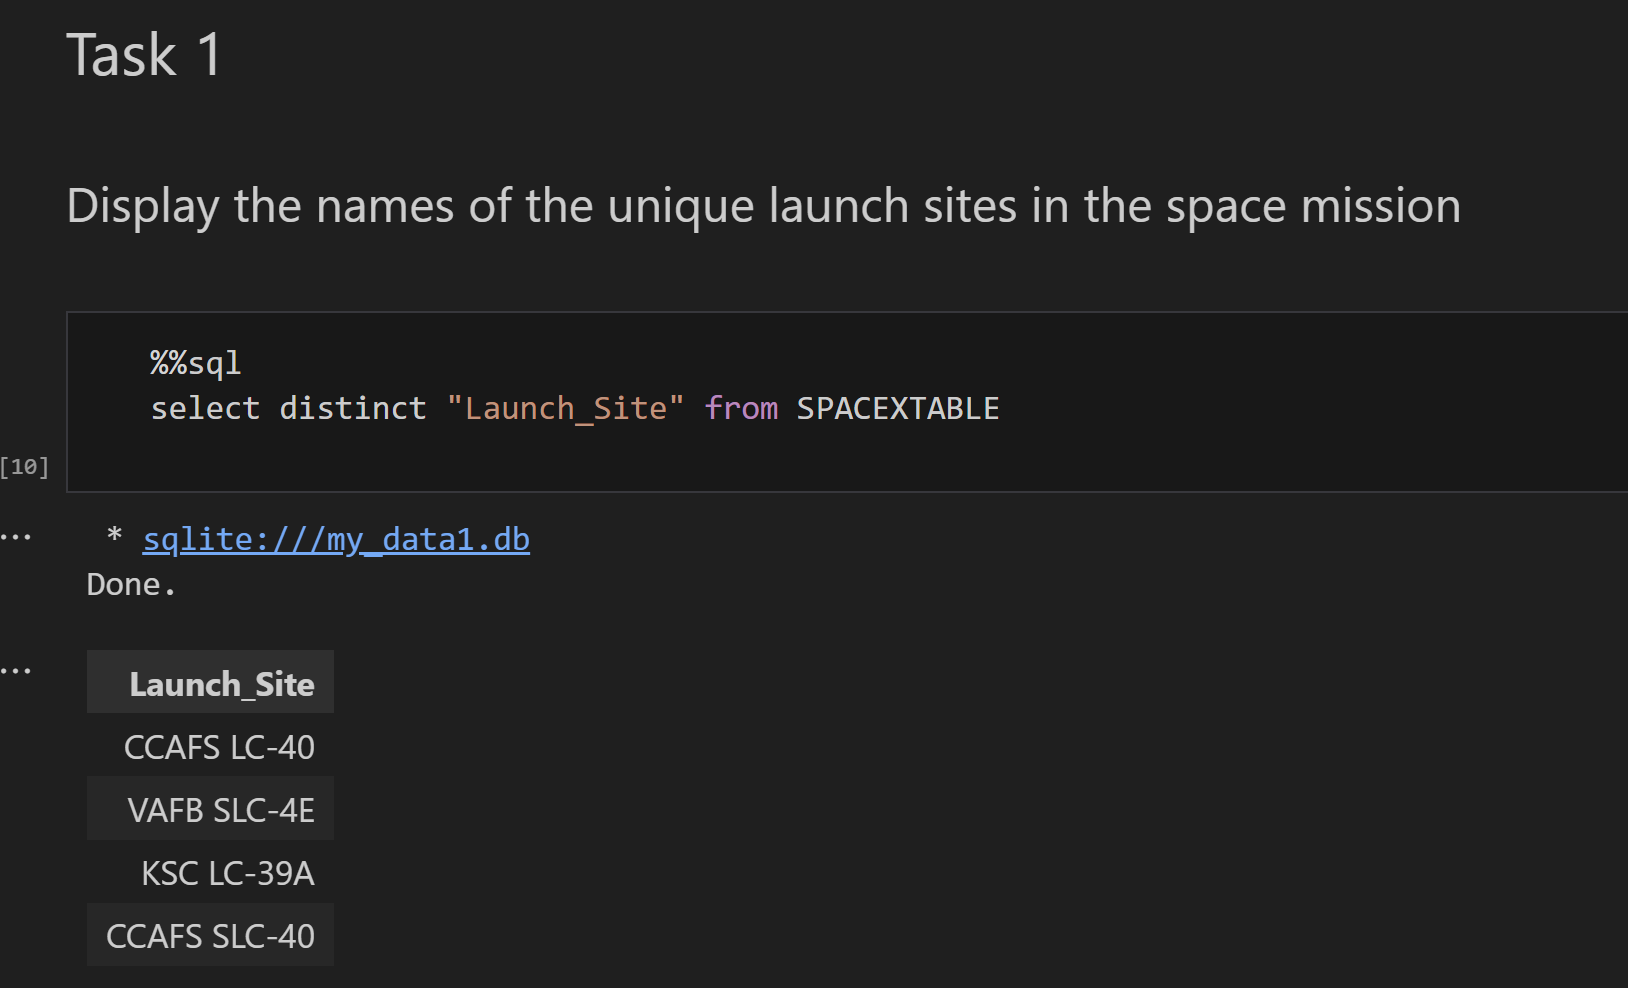 Task 1
Display the names of the unique launch sites in the space mission
%%sql
select distinct "Launch_Site" from SPACEXTABLE
[10]
... * sqlite:///my_data1.db
Done.
... Launch_Site
CCAFS LC-40
VAFB SLC-4E
KSC LC-39A
CCAFS SLC-40